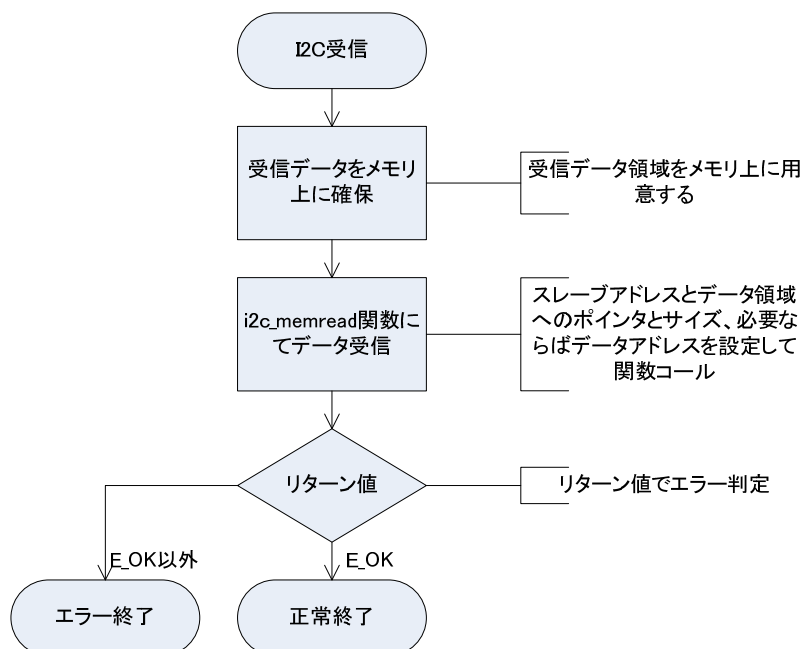 I2C受信
受信データをメモリ
上に確保
受信データ領域をメモリ上に用
意する
i2c_memread関数に
てデータ受信
スレーブアドレスとデータ領域
へのポインタとサイズ、必要な
らばデータアドレスを設定して
関数コール
リターン値
リターン値でエラー判定
E_OK以外
E_OK
エラー終了
正常終了